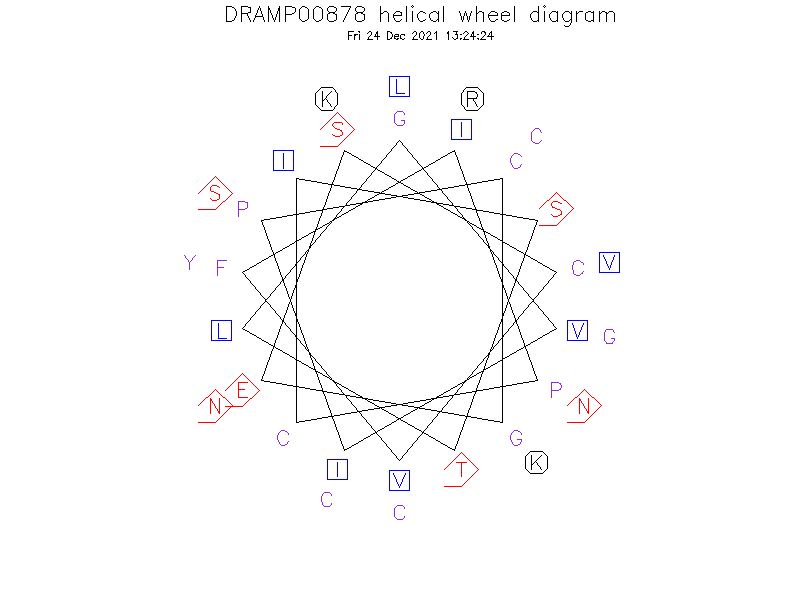 DRAMP00878 helical wheel diagram
Fri 24 Dec 2021 13:24:24
L
K R
G
S I
C
I C
S P S
Y F C V
L V G
E P
N N
C G
I T K
V
C C